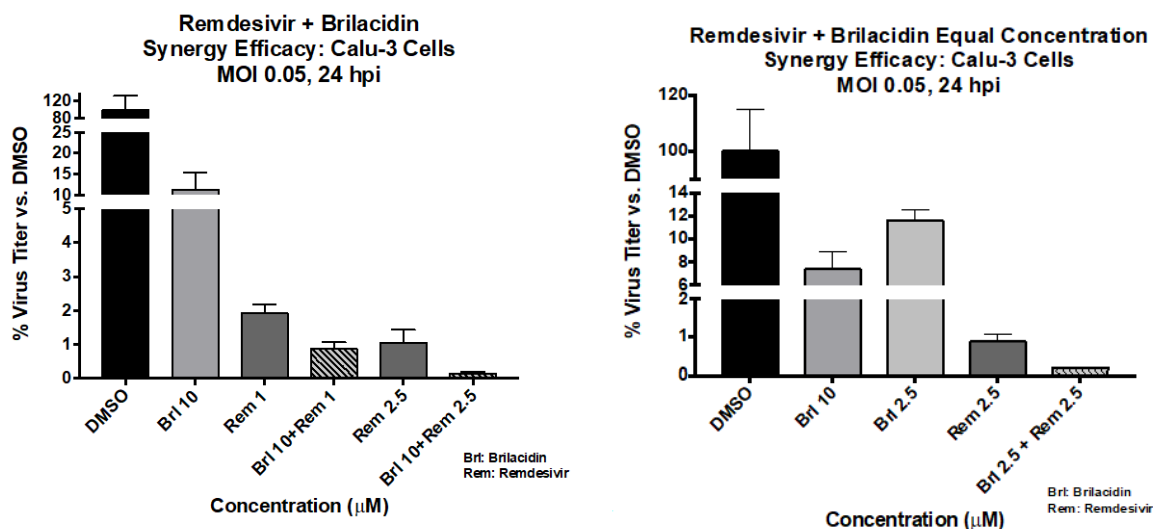 Remdesivir + Brilacidin
Synergy Efficacy: Calu-3 Cells
MOI 0.05, 24 hpi
% Virus Titer vs. DMSO
120
80
25
20
15
10
5
4
3
2
1
0
DMSO
Brl 10
Rem 1
Brl 10+Rem 1
Rem 2.5
Brl 10+Rem 2.5
Brl: Brilacidin
Rem: Remdesivir
Concentration (μM)
Remdesivir + Brilacidin Equal Concentration
Synergy Efficacy: Calu-3 Cells
MOI 0.05, 24 hpi
% Virus Titer vs. DMSO
120
100
14
12
10
8
6
2
1
0
DMSO
Brl 10
Brl 2.5
Rem 2.5
Brl 2.5 + Rem 2.5
Brl: Brilacidin
Rem: Remdesivir
Concentration (μM)